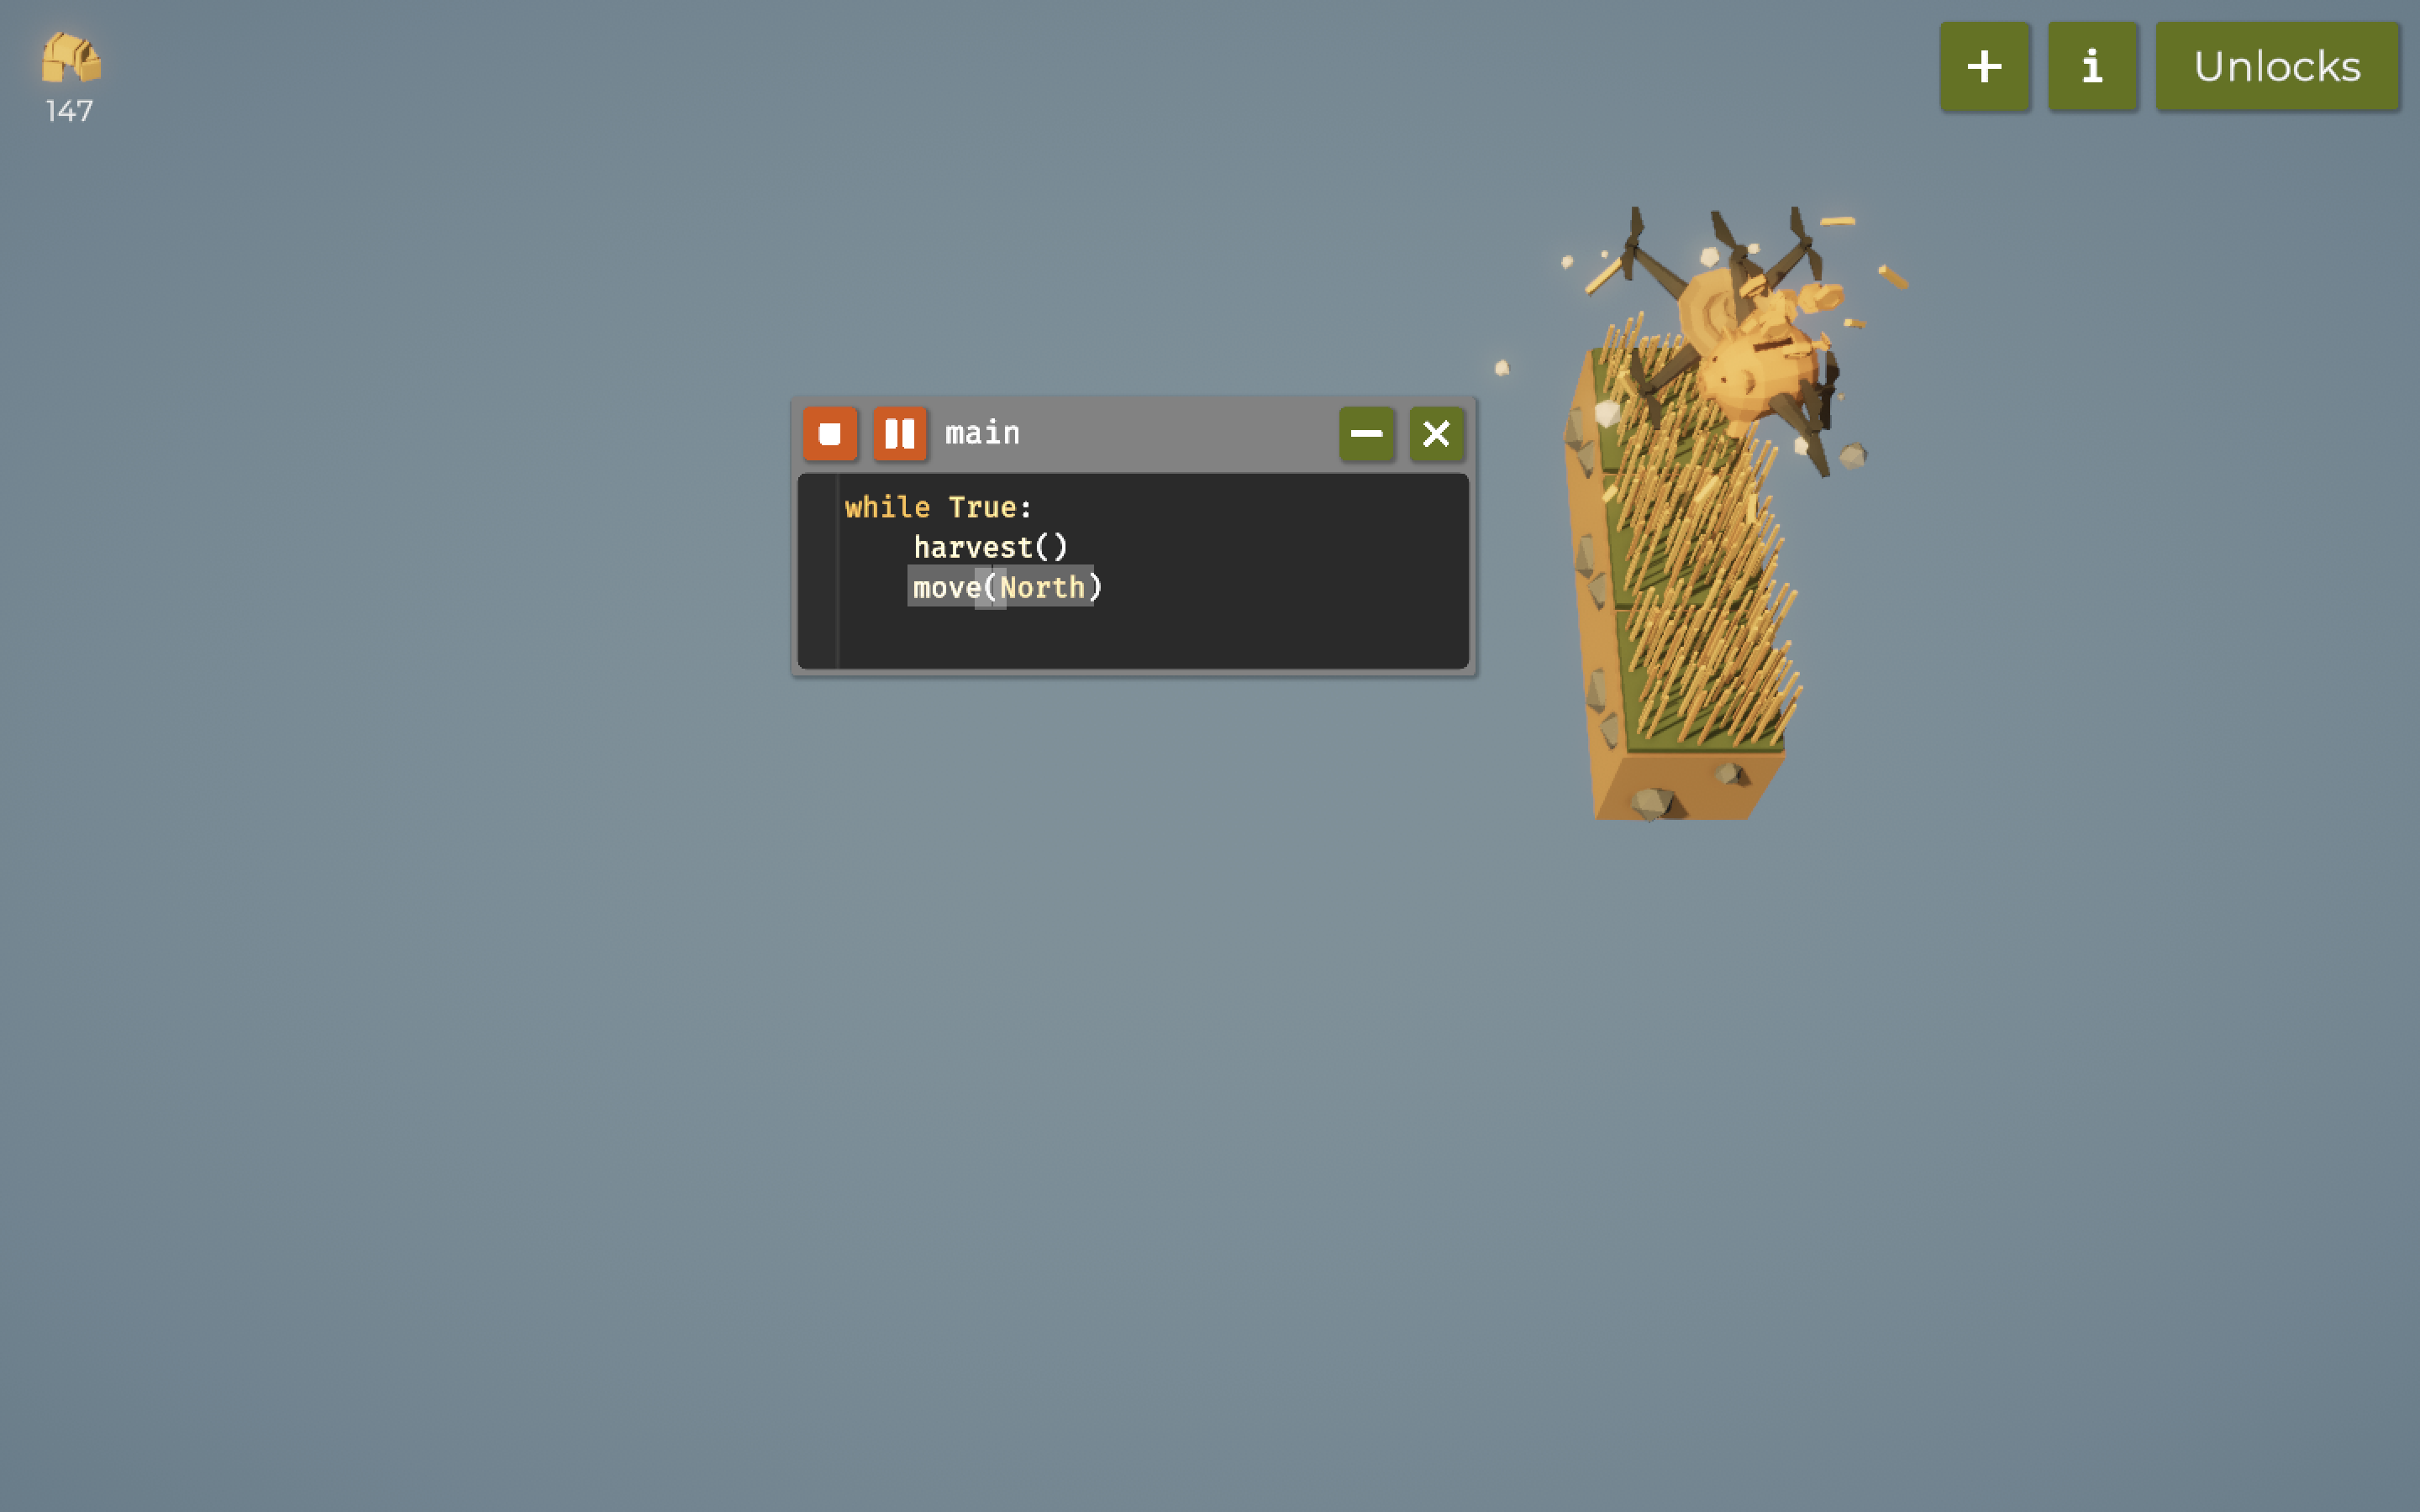 147
i
Unlocks
main
while True:
    harvest()
    move(North)